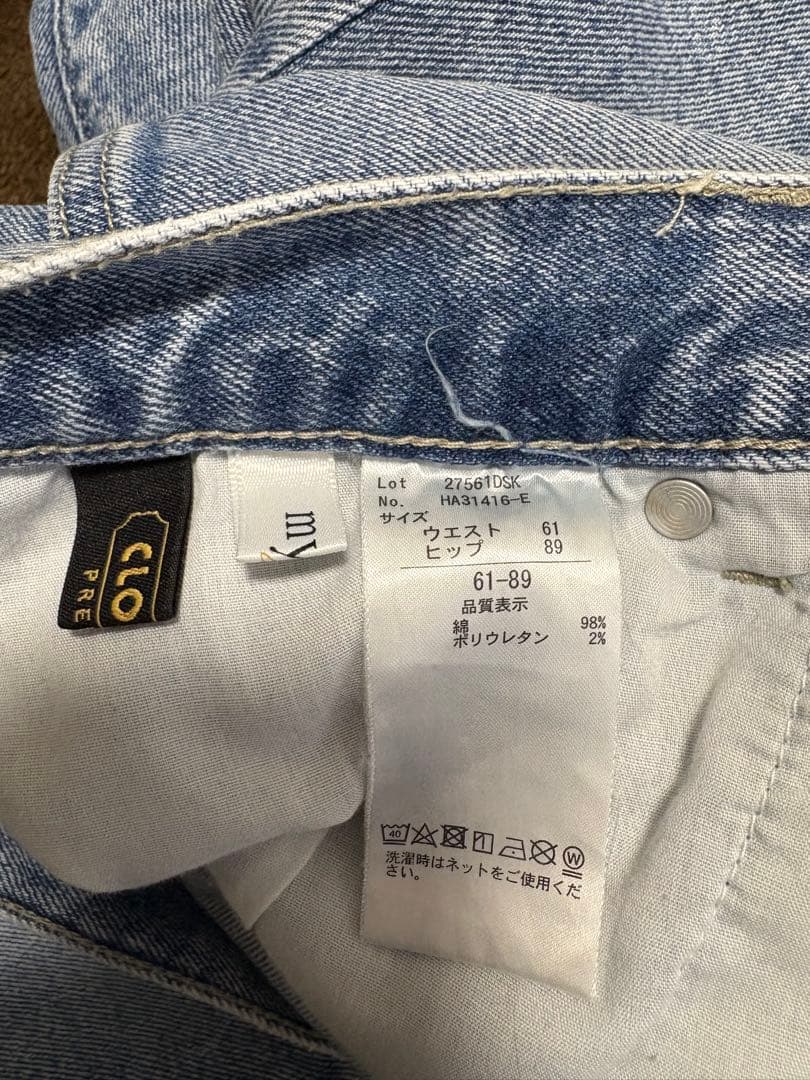 CLO
PRE
my
Lot 27561DSK
No. HA31416-E
サイズ
ウエスト 61
ヒップ 89
61-89
品質表示
綿 98%
ポリウレタン 2%
40
W
洗濯時はネットをご使用くだ
さい。